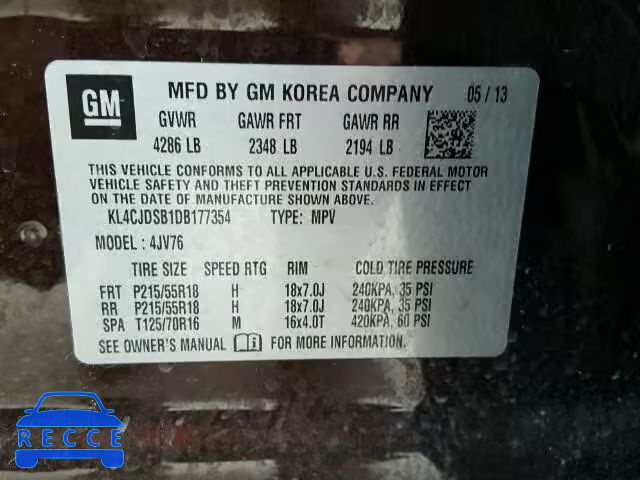 GM
MFD BY GM KOREA COMPANY 05/13
GVWR GAWR FRT GAWR RR
4286 LB 2348 LB 2194 LB
THIS VEHICLE CONFORMS TO ALL APPLICABLE U.S. FEDERAL MOTOR
VEHICLE SAFETY AND THEFT PREVENTION STANDARDS IN EFFECT
ON THE DATE OF MANUFACTURE SHOWN ABOVE.
KL4CJDSB1DB177354 TYPE: MPV
MODEL: 4JV76
TIRE SIZE SPEED RTG RIM COLD TIRE PRESSURE
FRT P215/55R18 H 18x7.0J 240KPA, 35 PSI
RR P215/55R18 H 18x7.0J 240KPA, 35 PSI
SPA T125/70R16 M 16x4.0T 420KPA, 60 PSI
SEE OWNER'S MANUAL FOR MORE INFORMATION.
RECCE